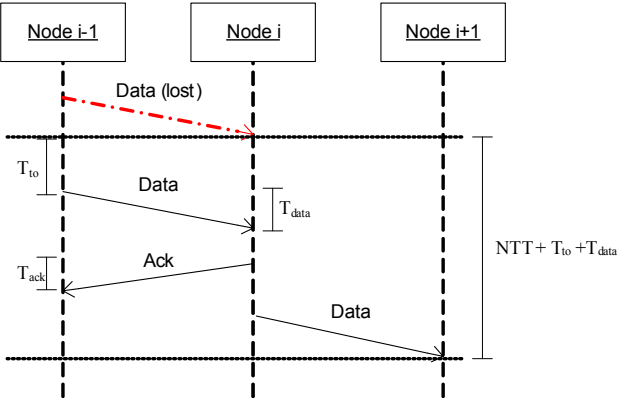 Node i-1
Node i
Node i+1
Data (lost)
Tto
Data
Tdata
NTT + Tto +Tdata
Ack
Tack
Data